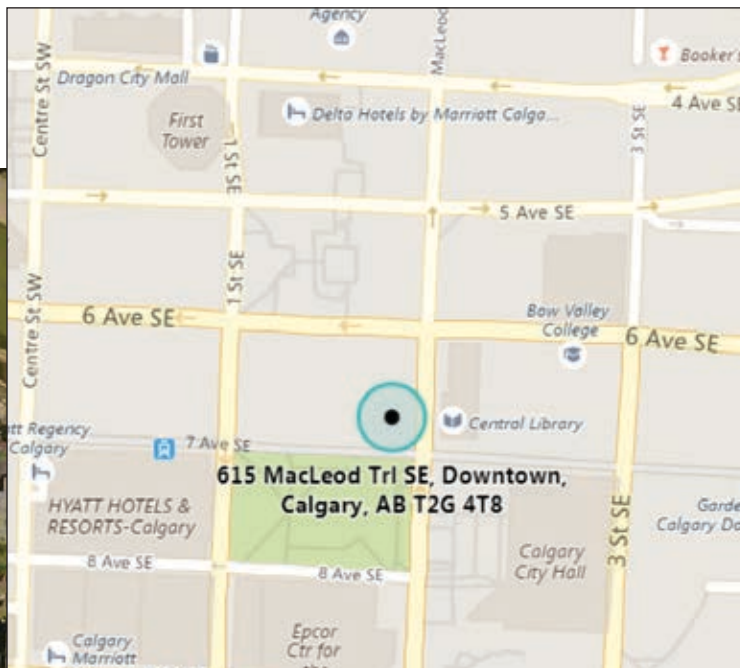 Agency
MacLeod
Booker's
Dragon City Mall
Centre St SW
First
Tower
Delta Hotels by Marriott Calga...
4 Ave SE
1 St SE
3 St SE
5 Ave SE
1 St SE
Bow Valley
College
6 Ave SE
6 Ave SE
Centre St SW
Central Library
Regency
Calgary
7 Ave SE
615 MacLeod Trl SE, Downtown,
Calgary, AB T2G 4T8
HYATT HOTELS &
RESORTS-Calgary
Calgary
City Hall
3 St SE
Garde
Calgary Do
8 Ave SE
8 Ave SE
Calgary
Marriott
Epcor
Ctr for
the